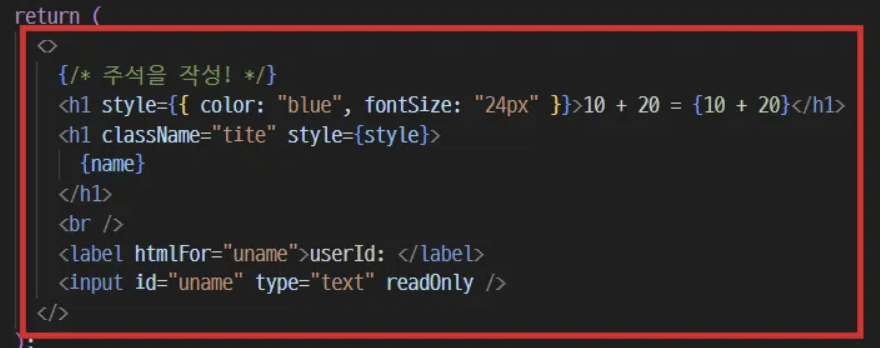 return (
<>
{/* 주석을 작성! */}
<h1 style={{ color: "blue", fontSize: "24px" }}>10 + 20 = {10 + 20}</h1>
<h1 className="tite" style={style}>
{name}
</h1>
<br />
<label htmlFor="uname">userId: </label>
<input id="uname" type="text" readOnly />
</>
);